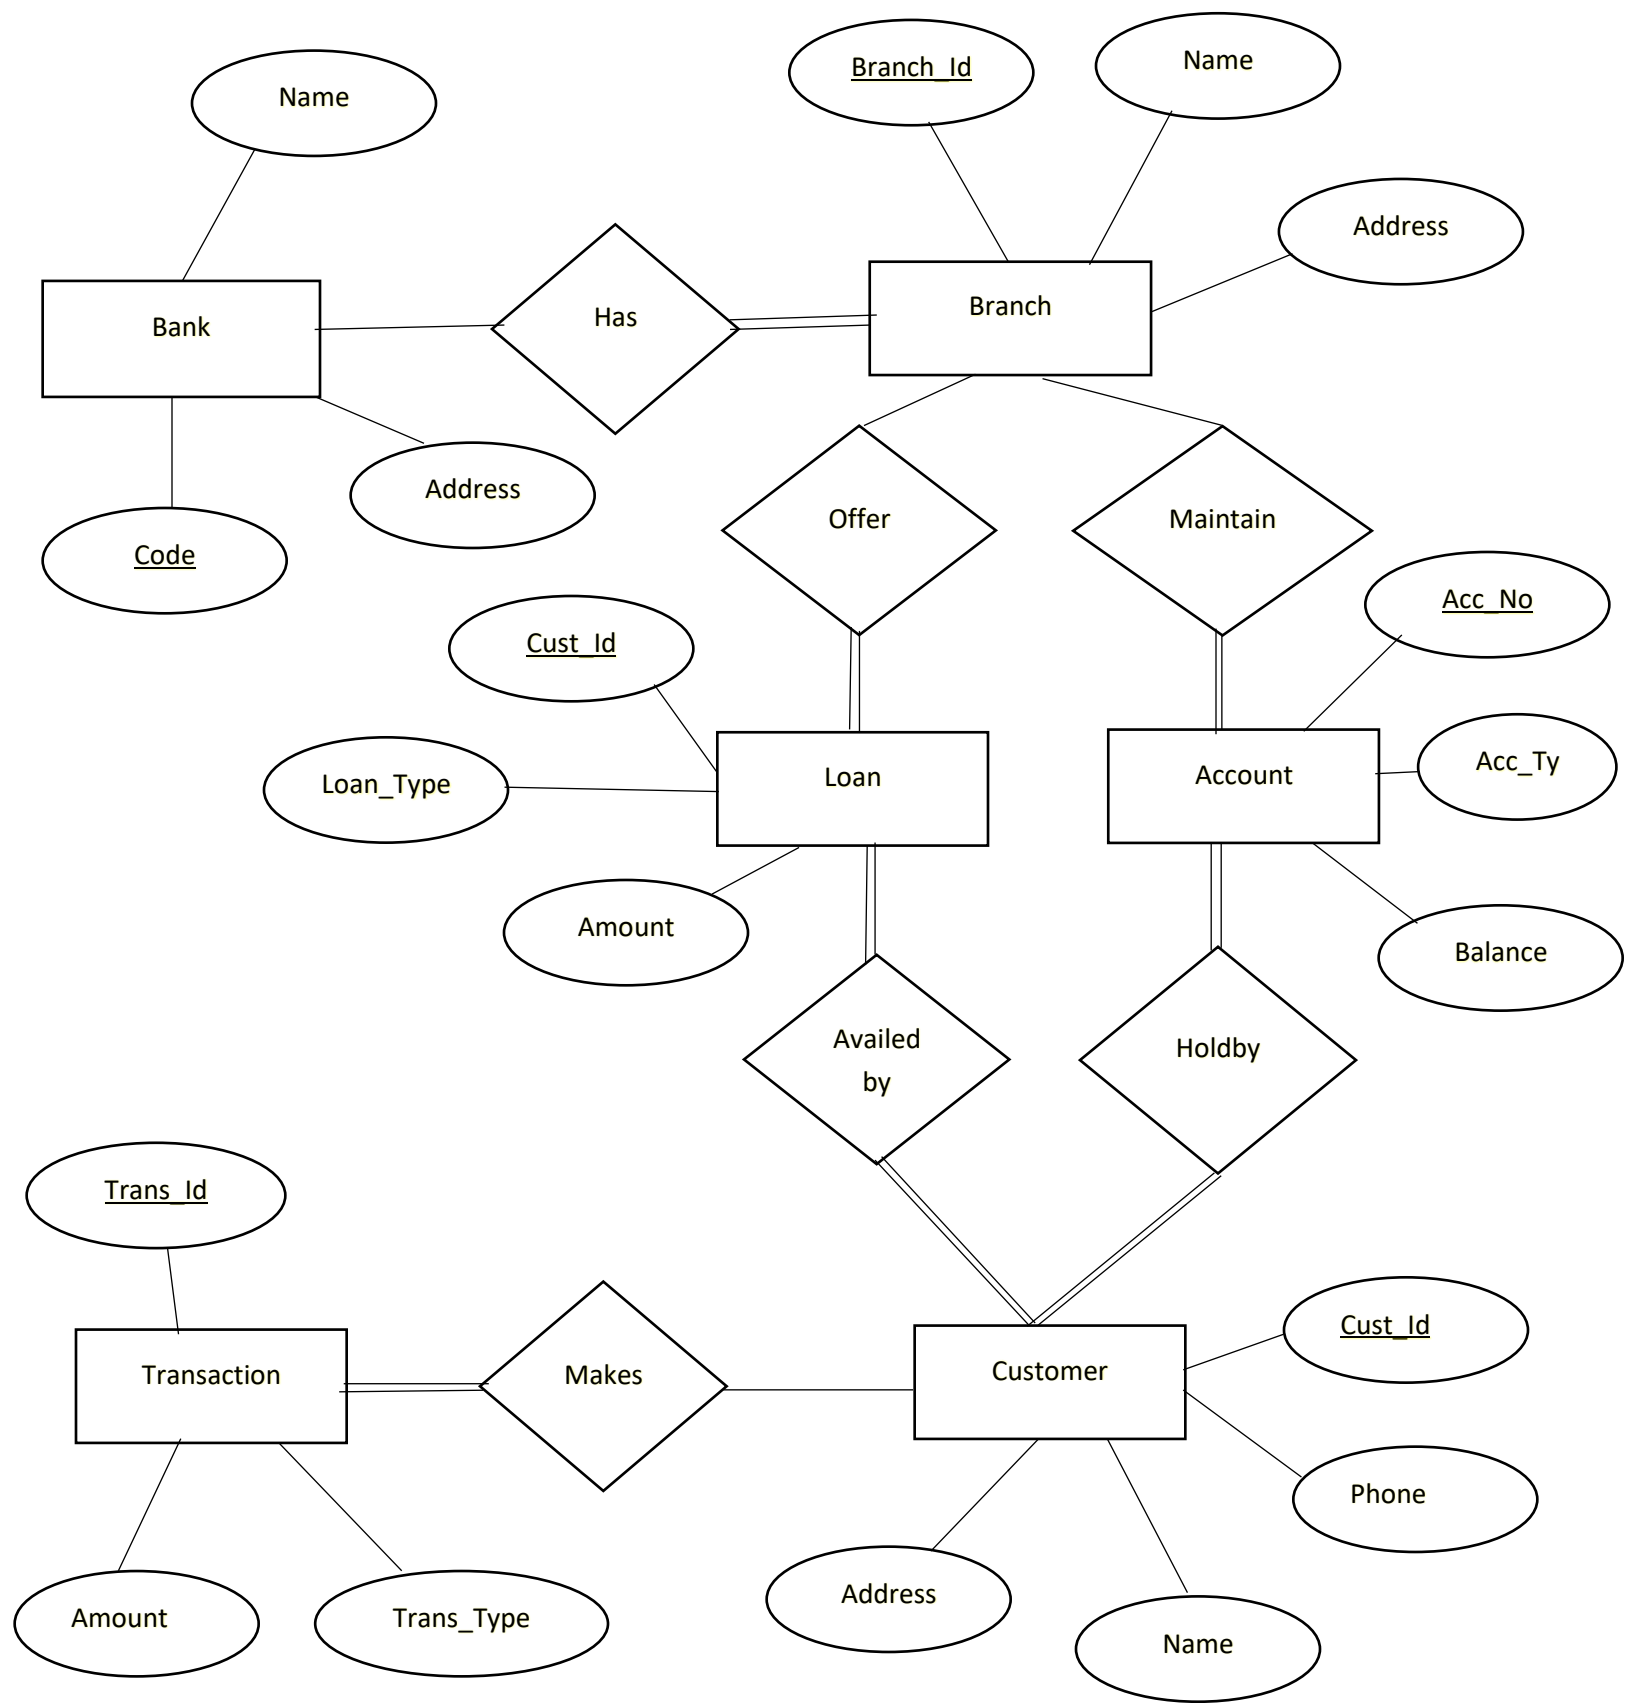 Branch_Id
Name
Name
Address
Branch
Has
Bank
Address
Offer
Maintain
Code
Acc_No
Cust_Id
Acc_Ty
Loan
Account
Loan_Type
Amount
Balance
Availed
by
Holdby
Trans_Id
Cust_Id
Customer
Transaction
Makes
Phone
Address
Amount
Trans_Type
Name